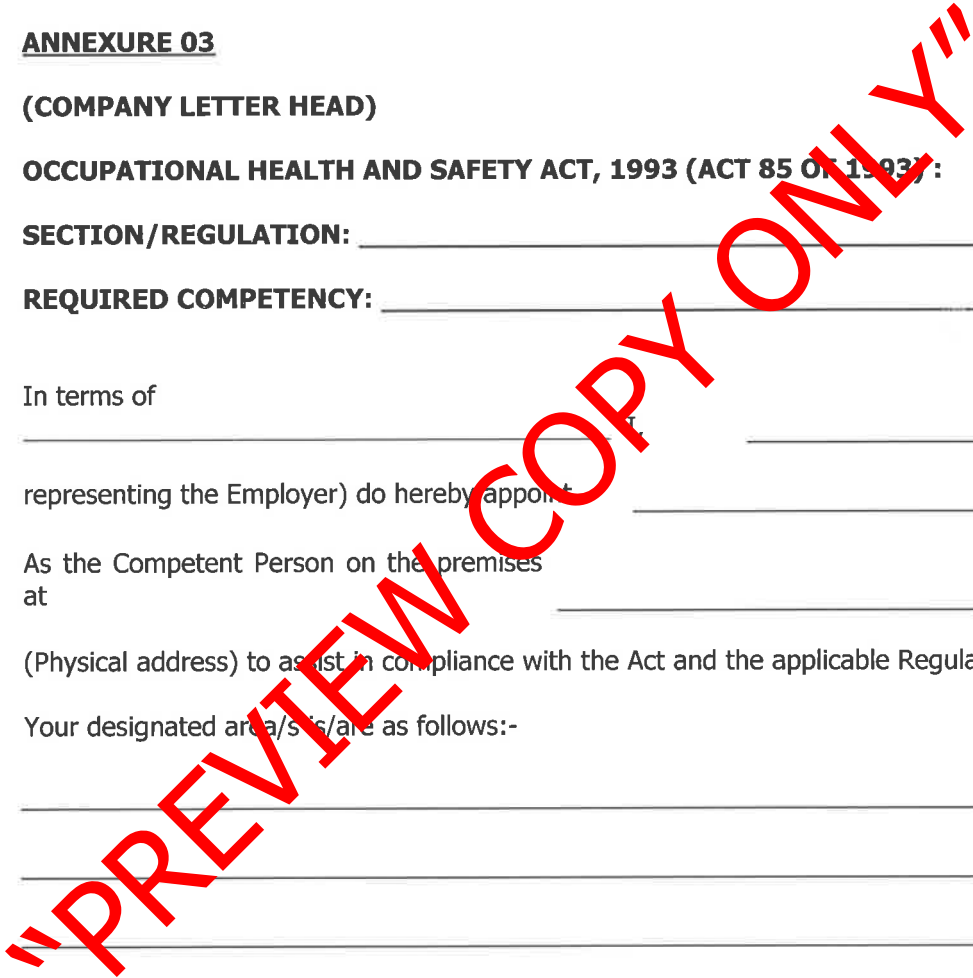 ANNEXURE 03
(COMPANY LETTER HEAD)
OCCUPATIONAL HEALTH AND SAFETY ACT, 1993 (ACT 85 OF 1993) :
SECTION/REGULATION:
REQUIRED COMPETENCY:
In terms of
I,
representing the Employer) do hereby appoint
As the Competent Person on the premises
at
(Physical address) to assist in compliance with the Act and the applicable Regula
Your designated area/s is/are as follows:-
"PREVIEW COPY ONLY"